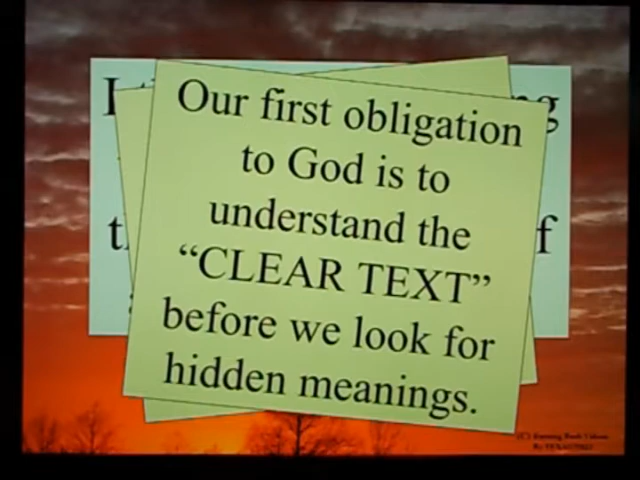 Our first obligation
to God is to
understand the
“CLEAR TEXT”
before we look for
hidden meanings.